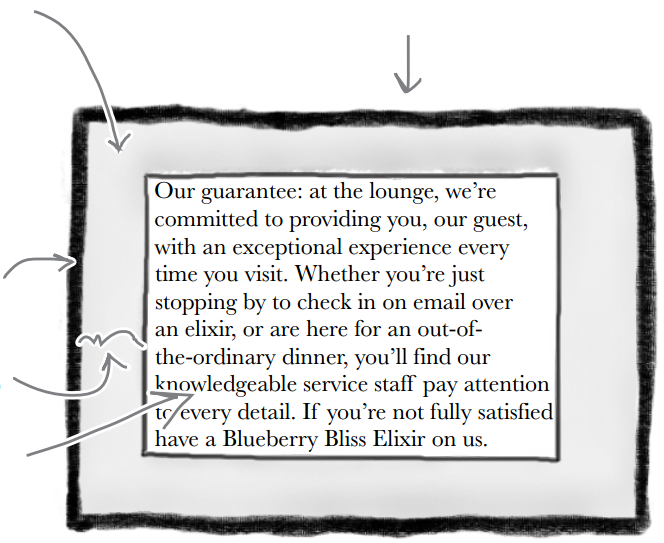 Our guarantee: at the lounge, we’re
committed to providing you, our guest,
with an exceptional experience every
time you visit. Whether you’re just
stopping by to check in on email over
an elixir, or are here for an out-of-
the-ordinary dinner, you’ll find our
knowledgeable service staff pay attention
to every detail. If you’re not fully satisfied
have a Blueberry Bliss Elixir on us.